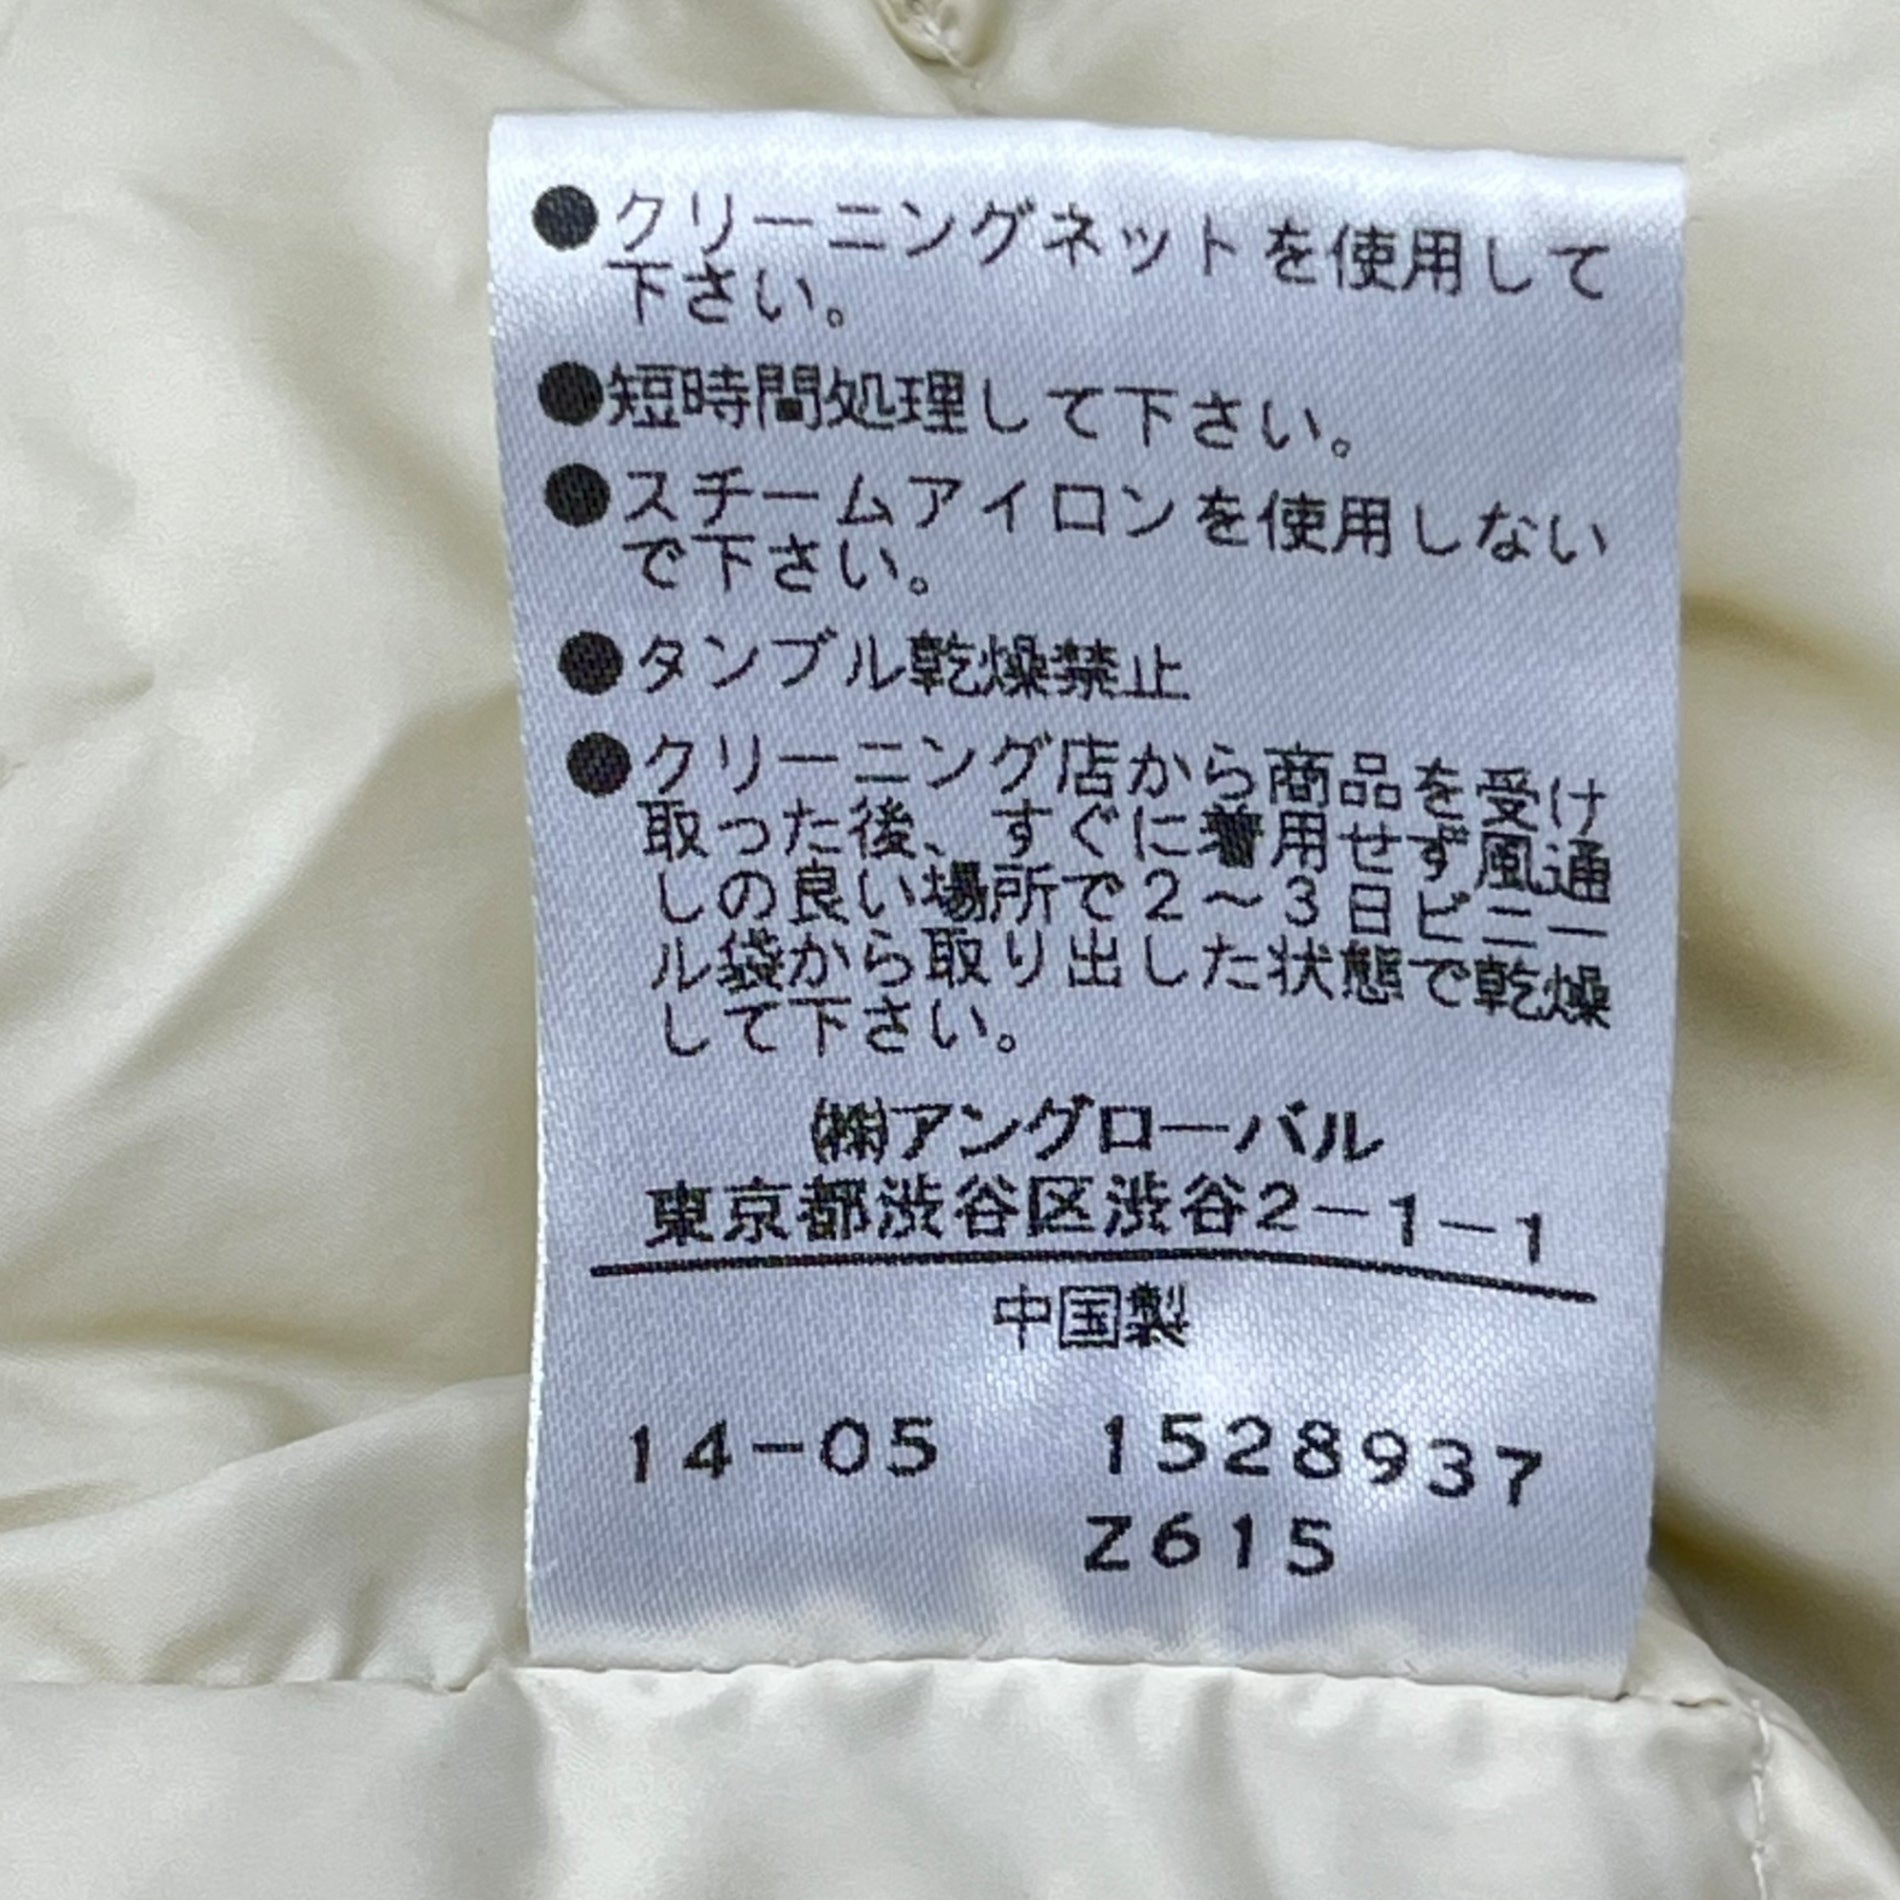 ●クリーニングネットを使用して
下さい。
●短時間処理して下さい。
●スチームアイロンを使用しない
で下さい。
●タンブル乾燥禁止
●クリーニング店から商品を受け
取った後、すぐに着用せず風通
しの良い場所で2～3日ビニー
ル袋から取り出した状態で乾燥
して下さい。
㈱アングローバル
東京都渋谷区渋谷2-1-1
中国製
14-05 1528937
Z615